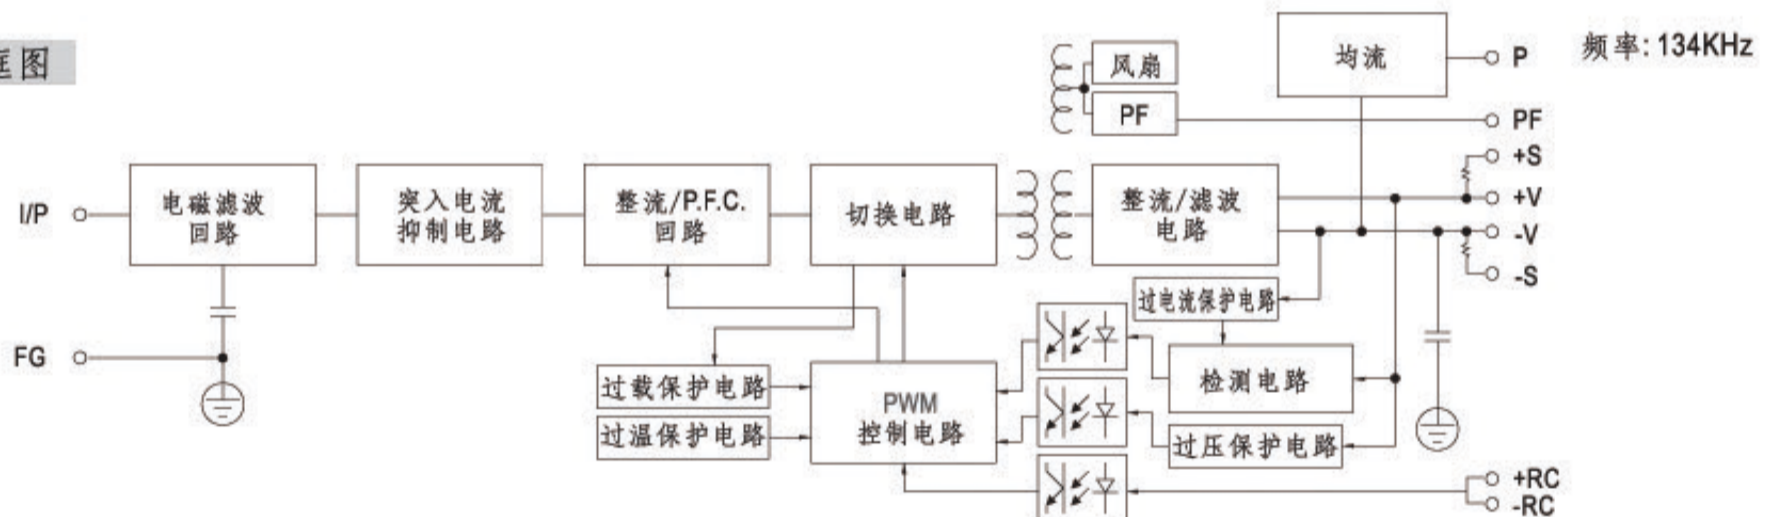 框图
频率: 134KHz
均流
P
风扇
PF
PF
+S
I/P
电磁滤波
回路
突入电流
抑制电路
整流/P.F.C.
回路
切换电路
整流/滤波
电路
+V
-V
-S
过电流保护电路
FG
过载保护电路
过温保护电路
PWM
控制电路
检测电路
过压保护电路
+RC
-RC